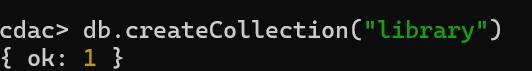 cdac> db.createCollection("library")
{ ok: 1 }